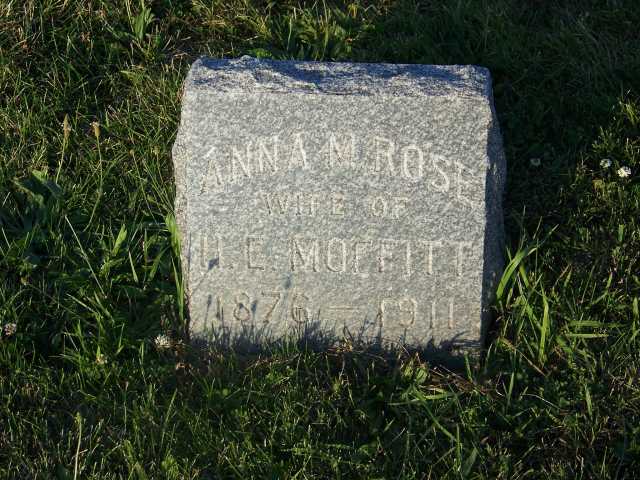 ANNA M. ROSE
WIFE OF
H. E. MOFFITT
1876 — 1911